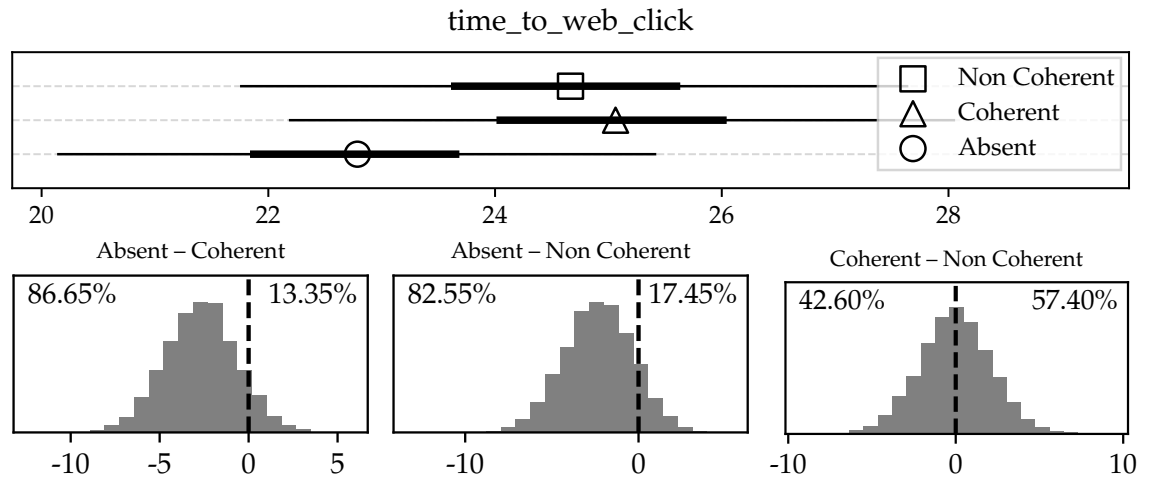 time_to_web_click
Non Coherent
Coherent
Absent
20 22 24 26 28
Absent – Coherent
86.65% 13.35%
-10 -5 0 5
Absent – Non Coherent
82.55% 17.45%
-10 0
Coherent – Non Coherent
42.60% 57.40%
-10 0 10